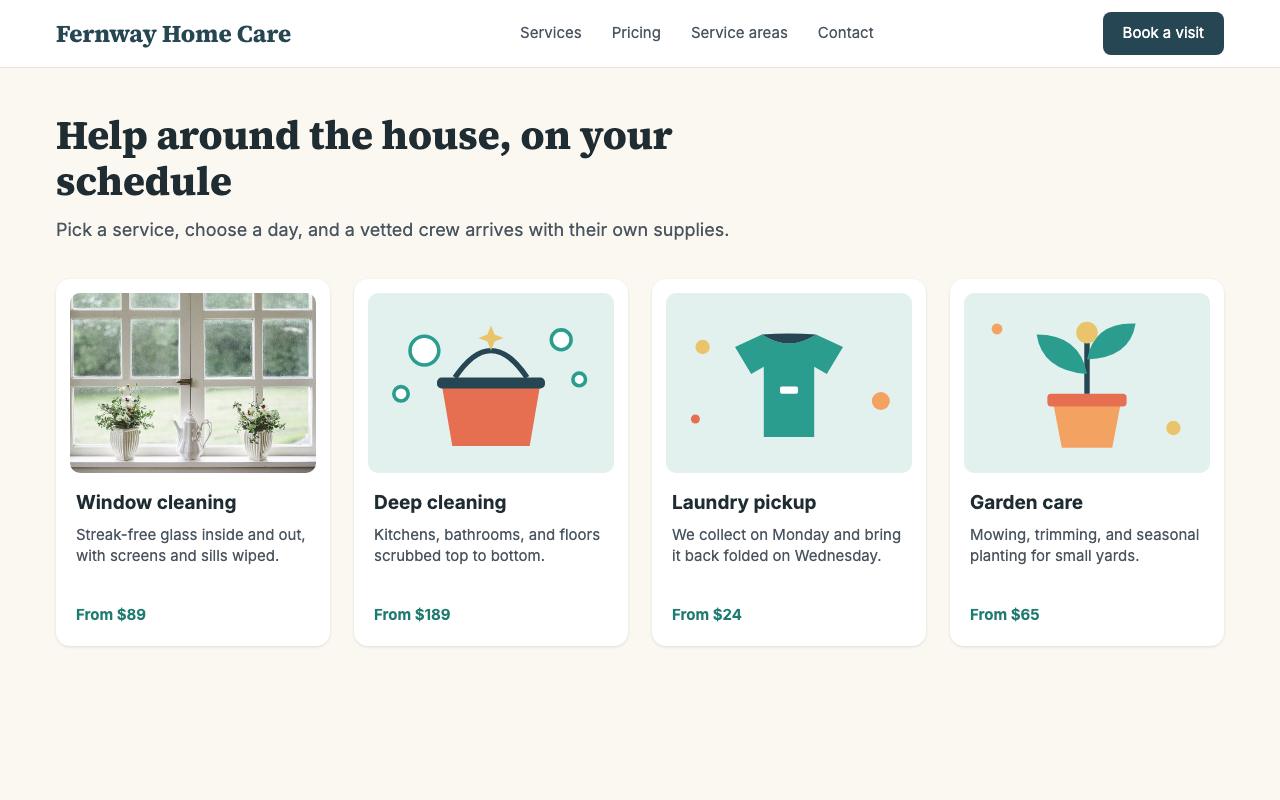 Fernway Home Care
Services
Pricing
Service areas
Contact
Book a visit
Help around the house, on your
schedule
Pick a service, choose a day, and a vetted crew arrives with their own supplies.
Window cleaning
Streak-free glass inside and out,
with screens and sills wiped.
From $89
Deep cleaning
Kitchens, bathrooms, and floors
scrubbed top to bottom.
From $189
Laundry pickup
We collect on Monday and bring
it back folded on Wednesday.
From $24
Garden care
Mowing, trimming, and seasonal
planting for small yards.
From $65